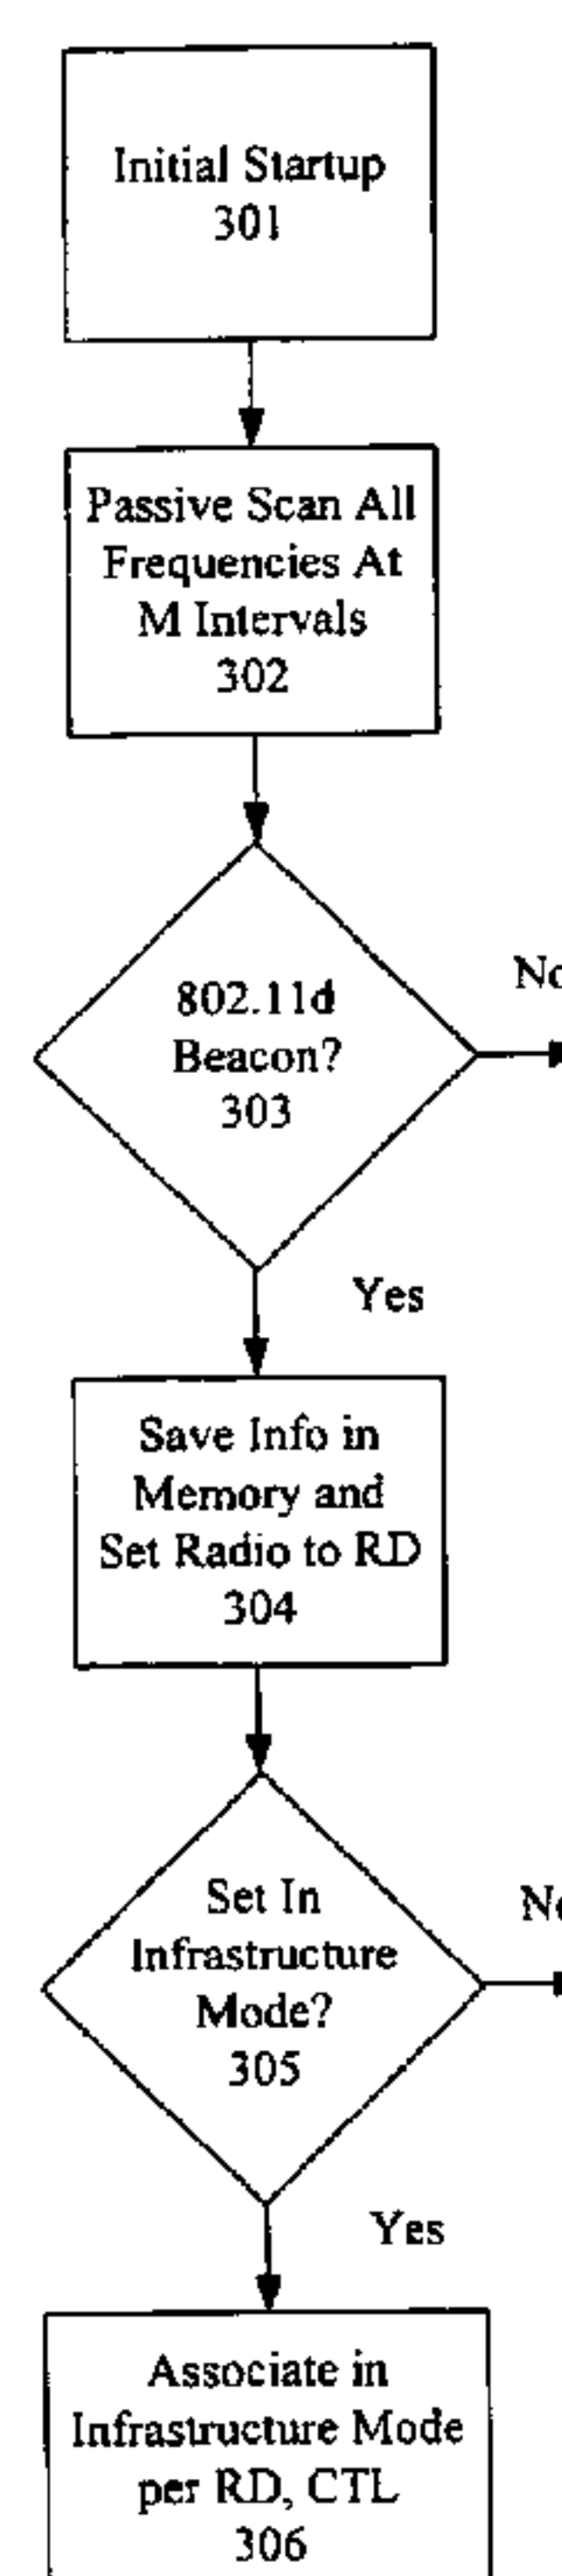 Initial Startup
301
Passive Scan All
Frequencies At
M Intervals
302
802.11d
Beacon?
303
No
Yes
Save Info in
Memory and
Set Radio to RD
304
Set In
Infrastructure
Mode?
305
No
Yes
Associate in
Infrastructure Mode
per RD, CTL
306